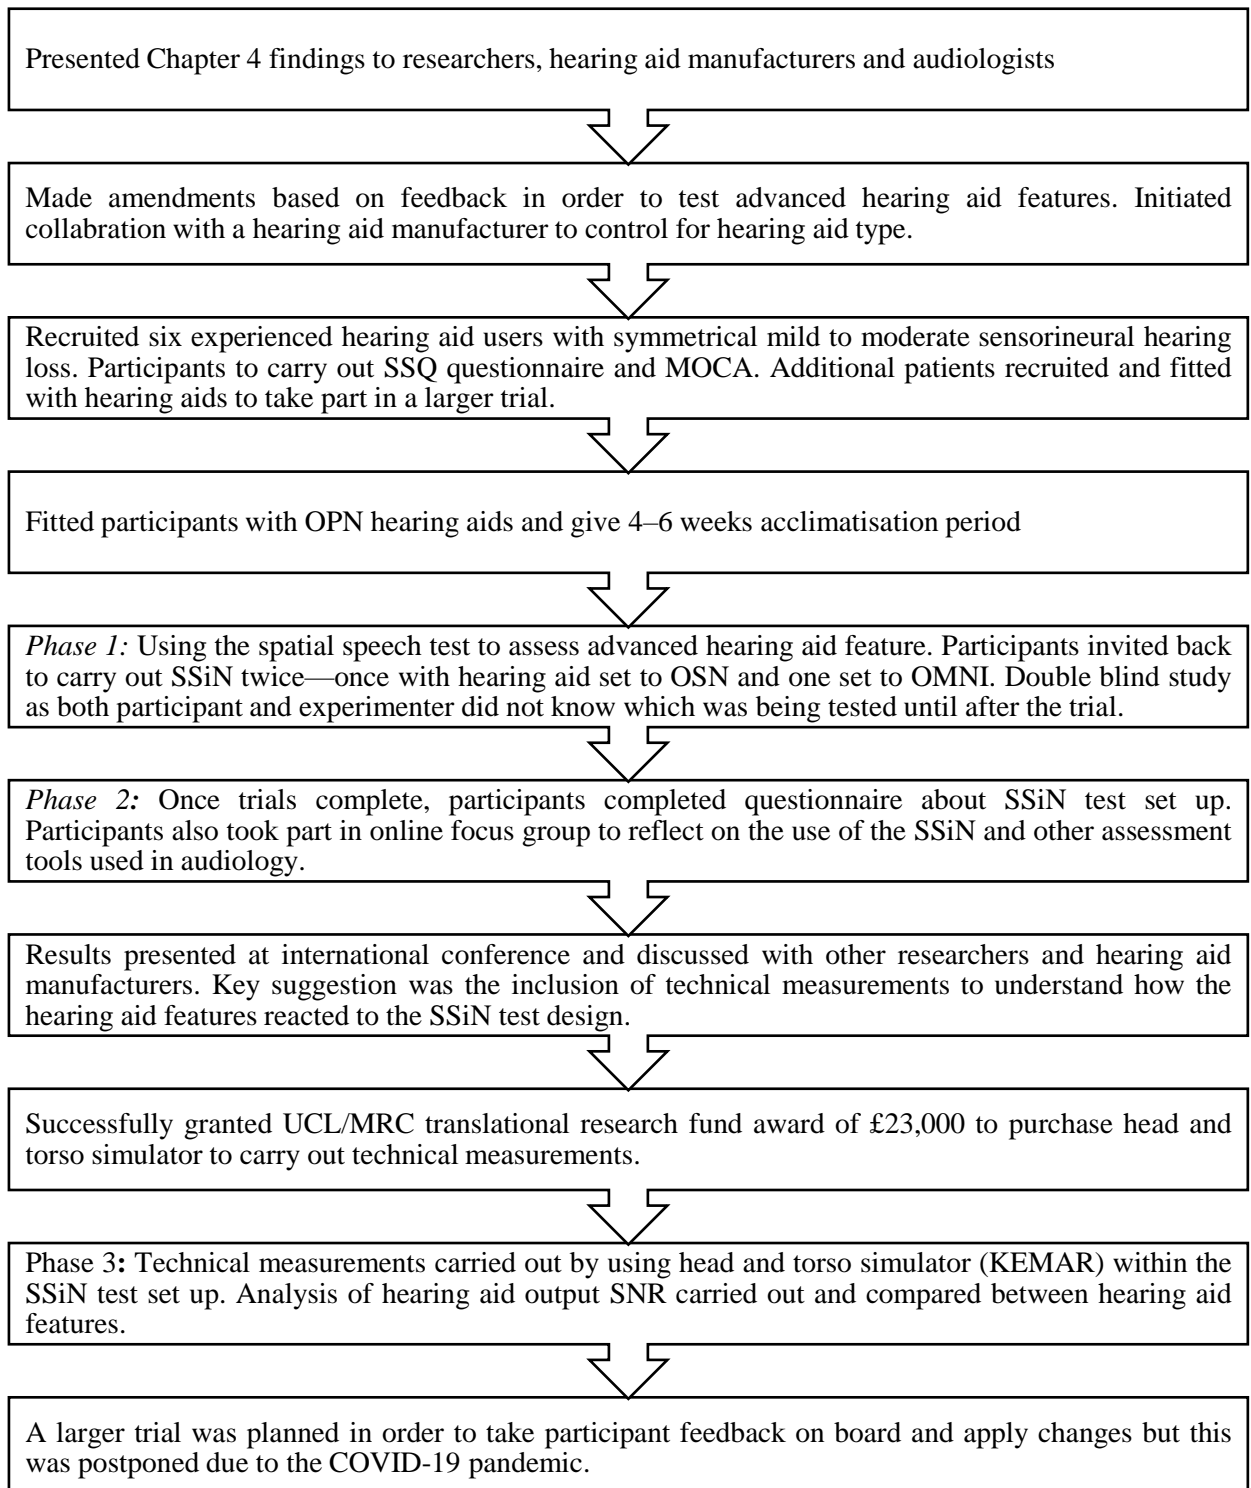 Presented Chapter 4 findings to researchers, hearing aid manufacturers and audiologists
Made amendments based on feedback in order to test advanced hearing aid features. Initiated
collabration with a hearing aid manufacturer to control for hearing aid type.
Recruited six experienced hearing aid users with symmetrical mild to moderate sensorineural hearing
loss. Participants to carry out SSQ questionnaire and MOCA. Additional patients recruited and fitted
with hearing aids to take part in a larger trial.
Fitted participants with OPN hearing aids and give 4–6 weeks acclimatisation period
Phase 1: Using the spatial speech test to assess advanced hearing aid feature. Participants invited back
to carry out SSiN twice—once with hearing aid set to OSN and one set to OMNI. Double blind study
as both participant and experimenter did not know which was being tested until after the trial.
Phase 2: Once trials complete, participants completed questionnaire about SSiN test set up.
Participants also took part in online focus group to reflect on the use of the SSiN and other assessment
tools used in audiology.
Results presented at international conference and discussed with other researchers and hearing aid
manufacturers. Key suggestion was the inclusion of technical measurements to understand how the
hearing aid features reacted to the SSiN test design.
Successfully granted UCL/MRC translational research fund award of £23,000 to purchase head and
torso simulator to carry out technical measurements.
Phase 3: Technical measurements carried out by using head and torso simulator (KEMAR) within the
SSiN test set up. Analysis of hearing aid output SNR carried out and compared between hearing aid
features.
A larger trial was planned in order to take participant feedback on board and apply changes but this
was postponed due to the COVID-19 pandemic.